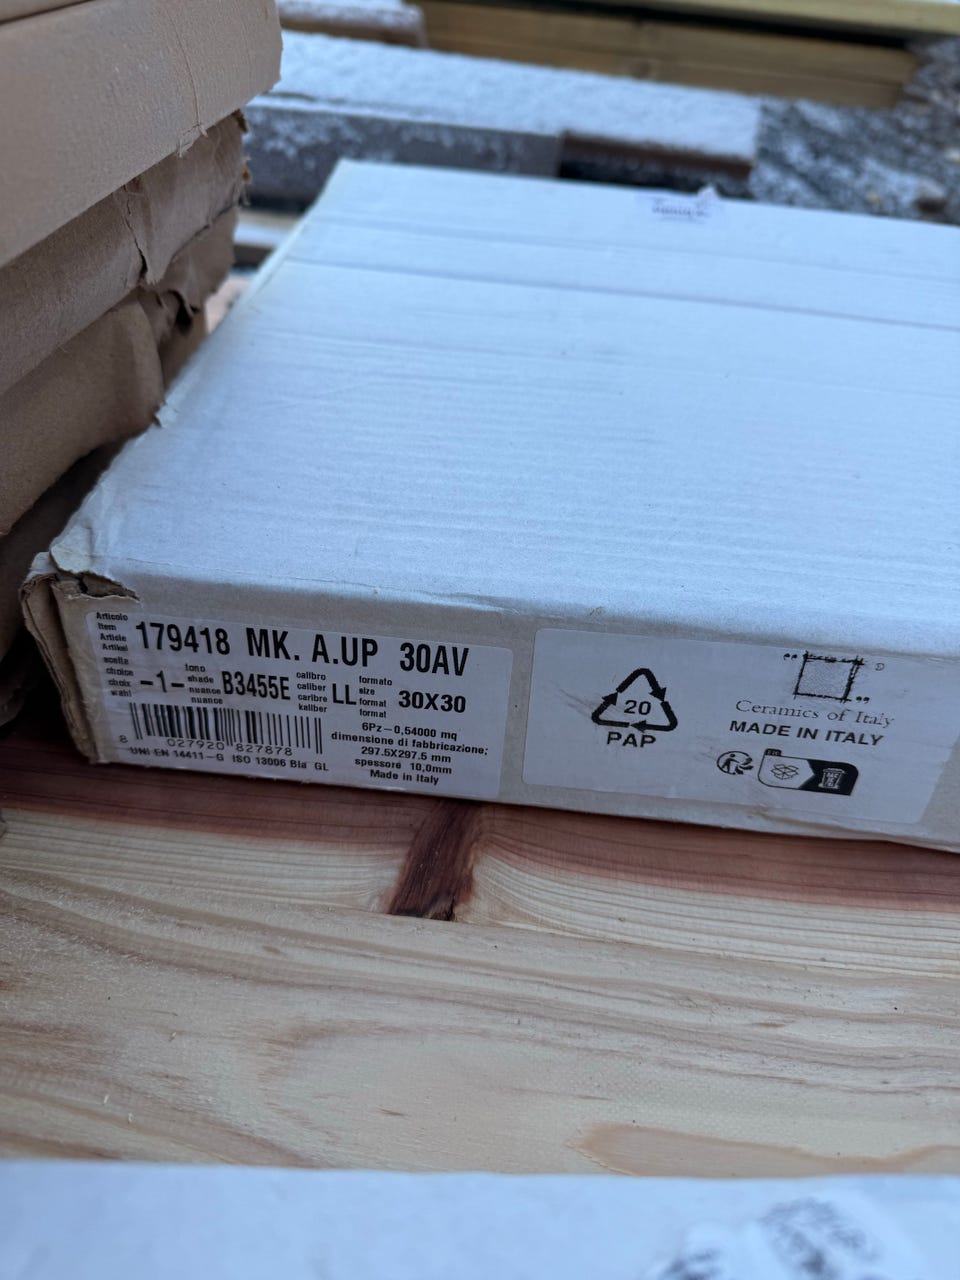 Articolo
Item
Article
Artikel
179418 MK. A.UP 30AV
scelta
choice
choix
wahl
-1-
tono
shade
nuance
nuance
B3455E
calibro
caliber
caribre
kaliber
LL
formato
size
format
format
30X30
6Pz-0,54000 mq
dimensione di fabbricazione;
297.5X297.5 mm
spessore 10,0mm
Made in Italy
8 027920 827878
UNI EN 14411-G ISO 13006 BIa GL
20
PAP
Ceramics of Italy
MADE IN ITALY